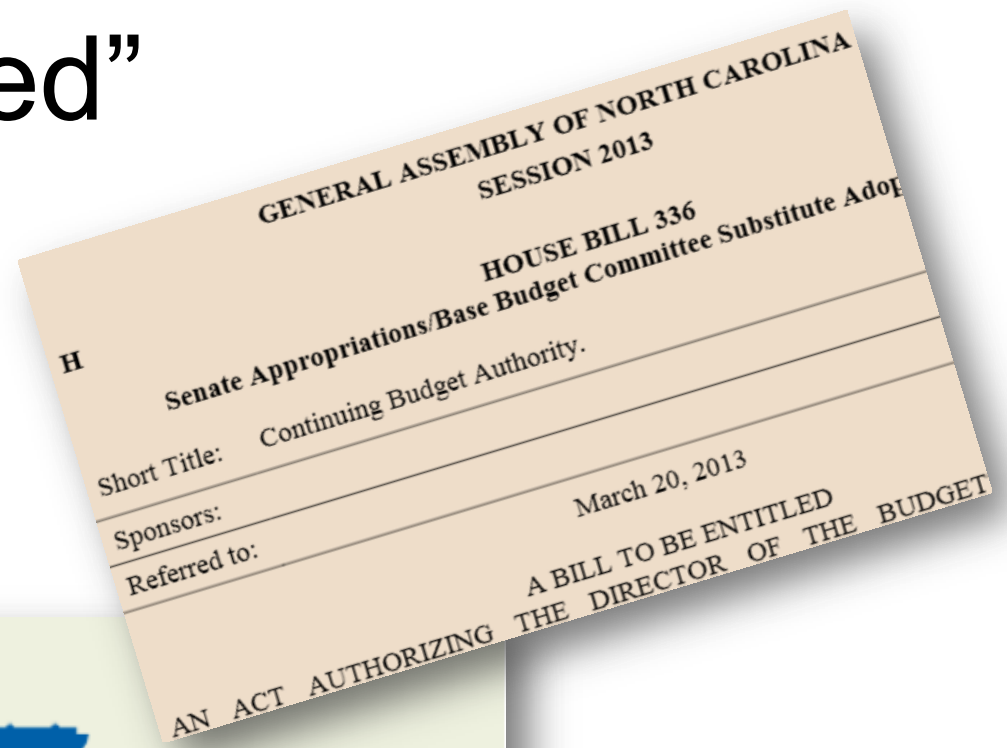 ed”
GENERAL ASSEMBLY OF NORTH CAROLINA
SESSION 2013
H
HOUSE BILL 336
Senate Appropriations/Base Budget Committee Substitute Adop
Short Title: Continuing Budget Authority.
Sponsors:
Referred to:
March 20, 2013
A BILL TO BE ENTITLED
AN ACT AUTHORIZING THE DIRECTOR OF THE BUDGET